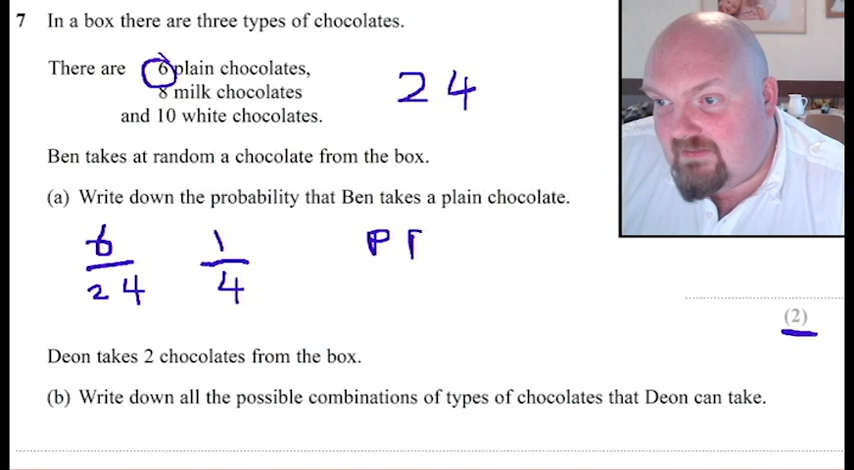 7 In a box there are three types of chocolates.
There are 6 plain chocolates,
8 milk chocolates
and 10 white chocolates.
24
Ben takes at random a chocolate from the box.
(a) Write down the probability that Ben takes a plain chocolate.
6/24 1/4 P
(2)
Deon takes 2 chocolates from the box.
(b) Write down all the possible combinations of types of chocolates that Deon can take.